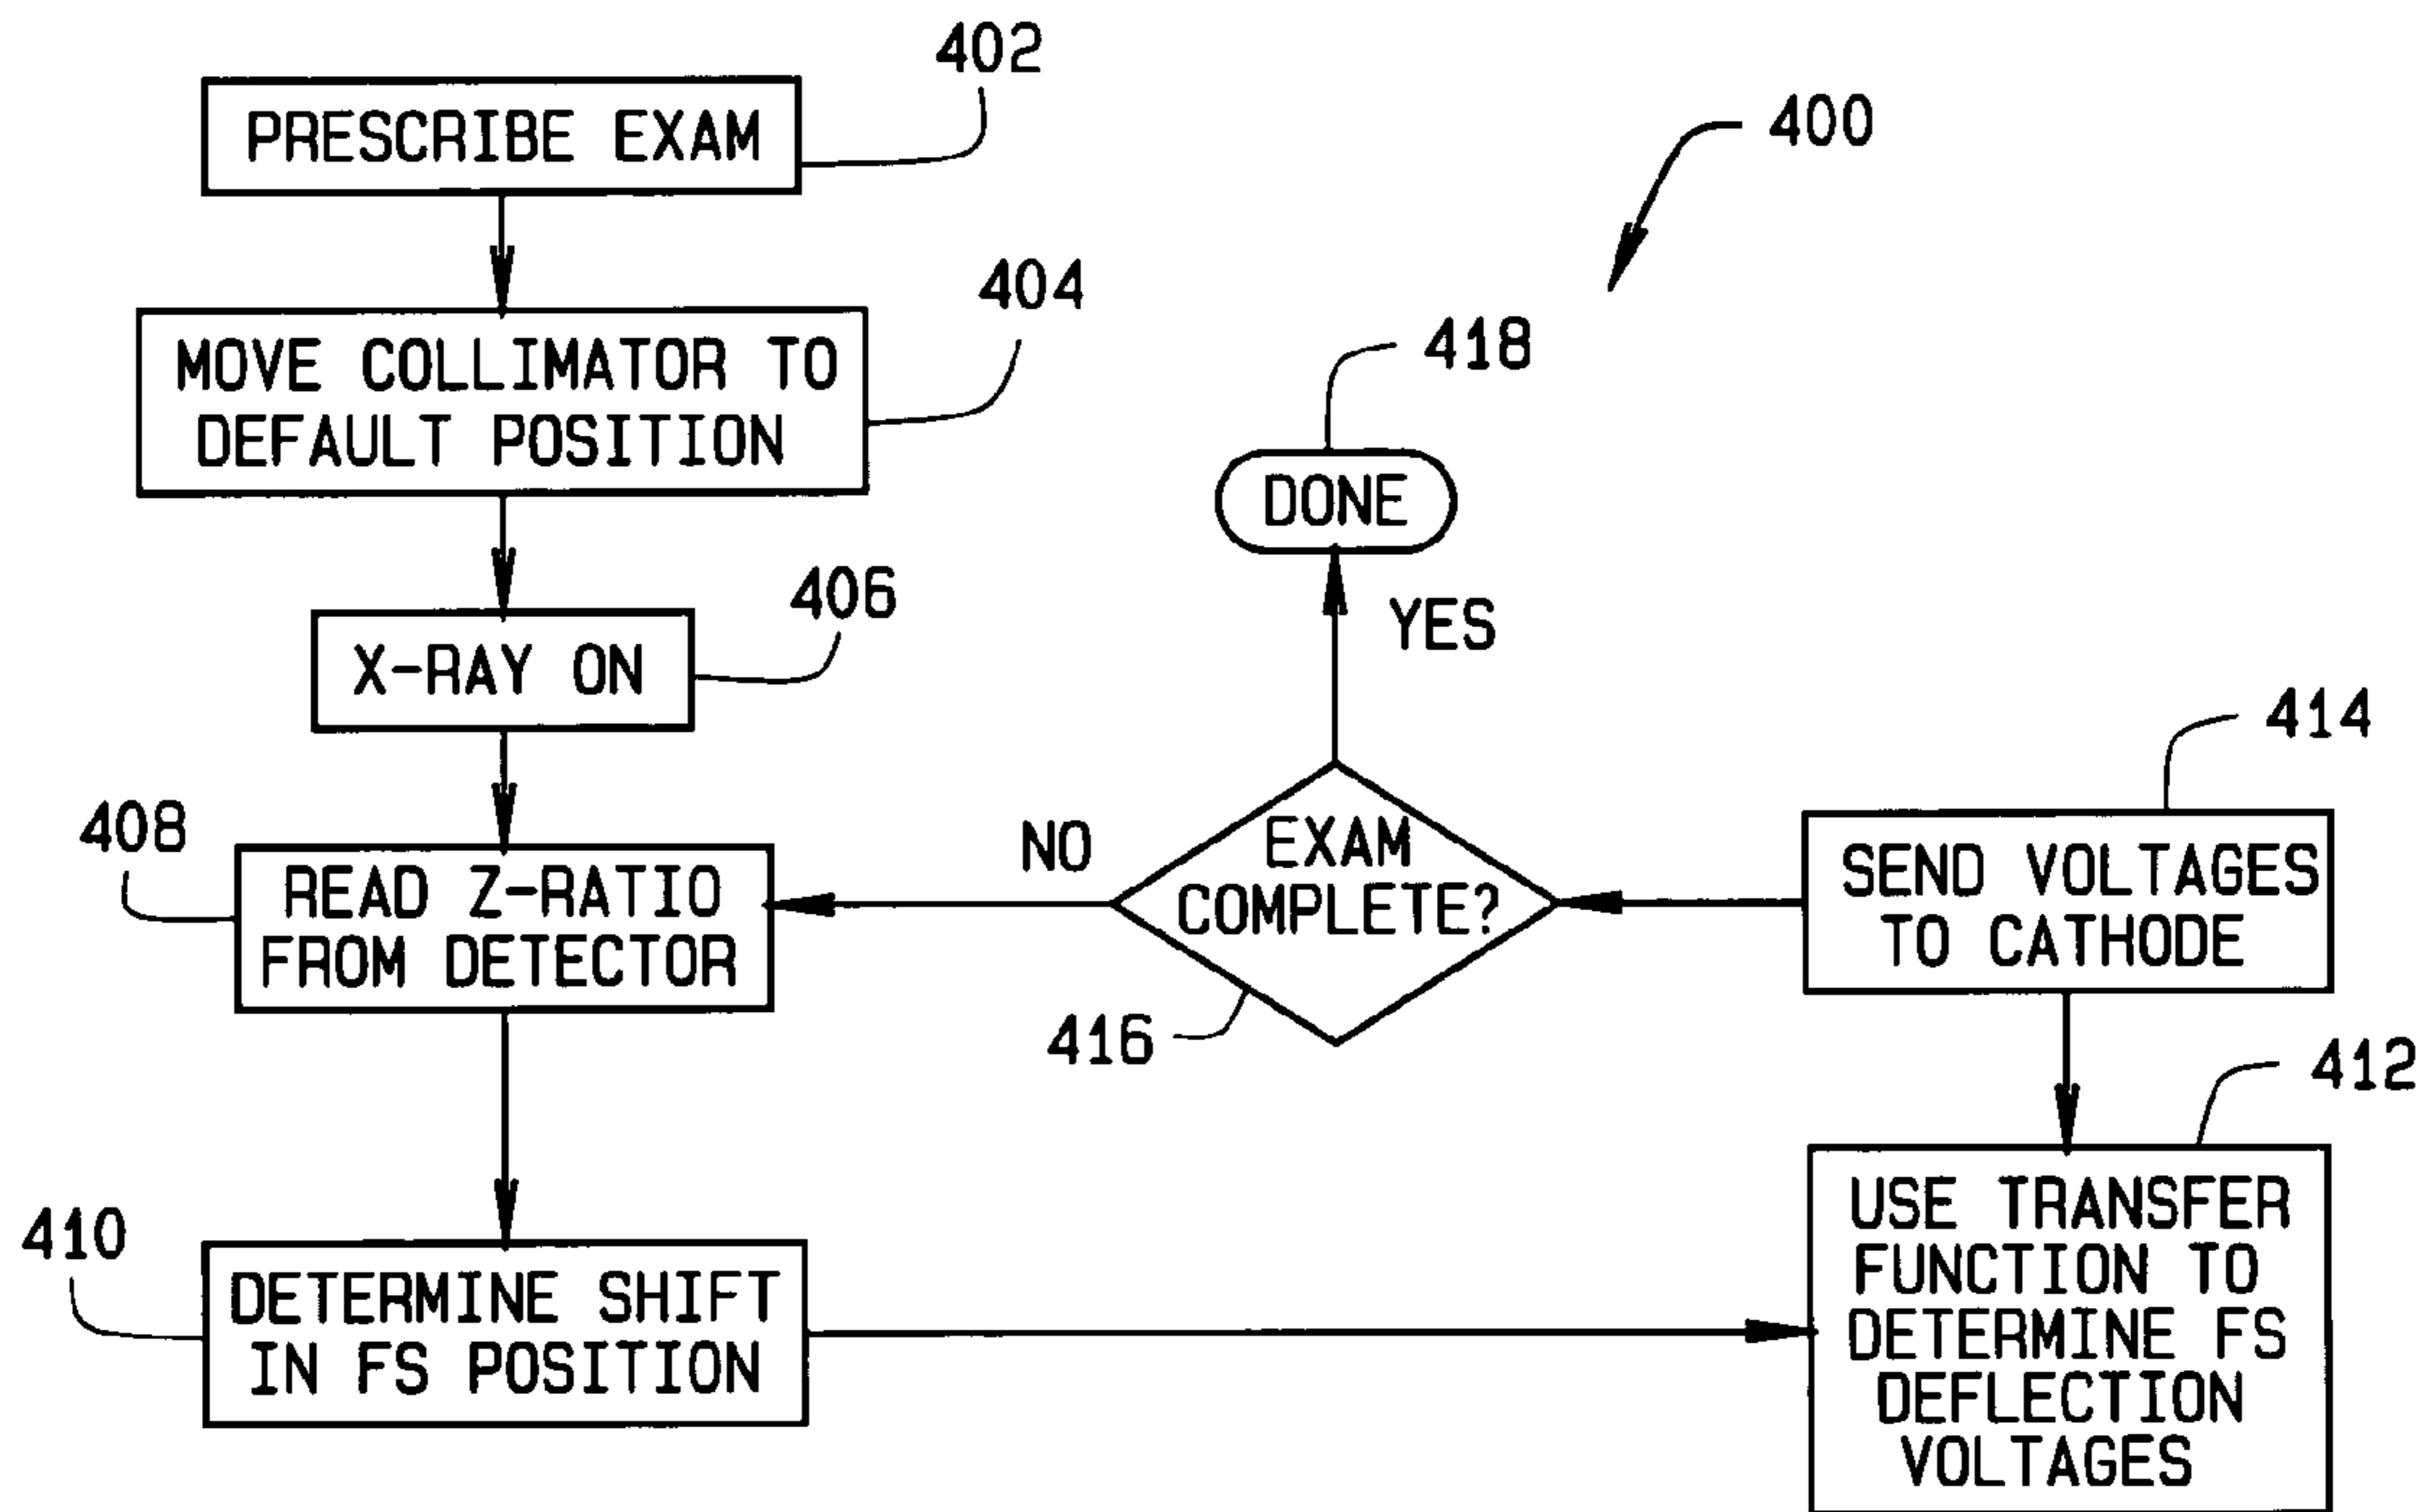 402
PRESCRIBE EXAM
400
404
MOVE COLLIMATOR TO
DEFAULT POSITION
418
DONE
406
X-RAY ON
YES
414
408
READ Z-RATIO
FROM DETECTOR
NO
EXAM
COMPLETE?
416
SEND VOLTAGES
TO CATHODE
412
410
DETERMINE SHIFT
IN FS POSITION
USE TRANSFER
FUNCTION TO
DETERMINE FS
DEFLECTION
VOLTAGES